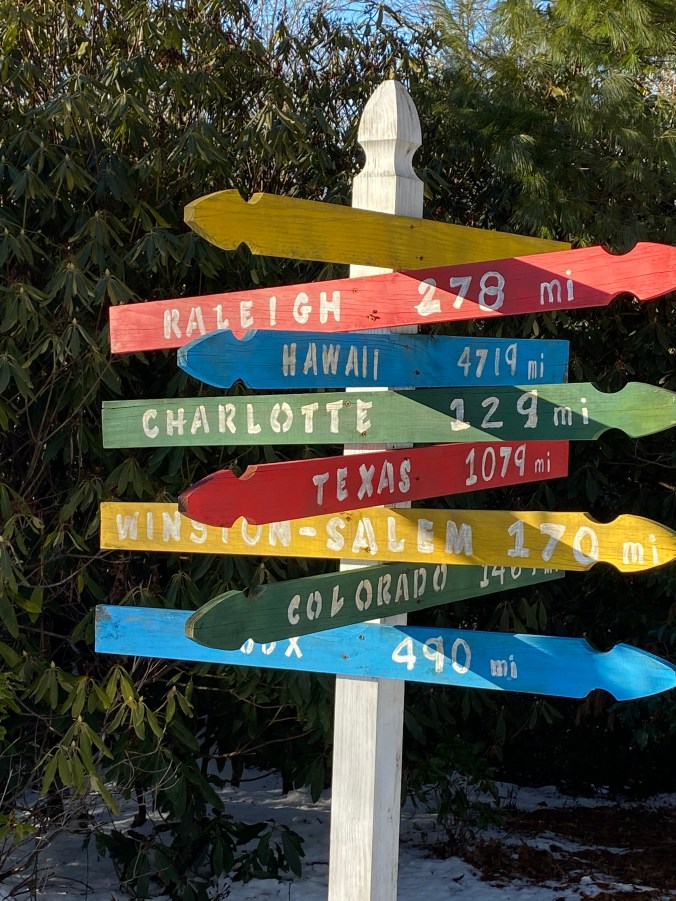 RALEIGH 278 mi
HAWAII 4719 mi
CHARLOTTE 129 mi
TEXAS 1079 mi
WINSTON-SALEM 170 mi
COLORADO
490 mi